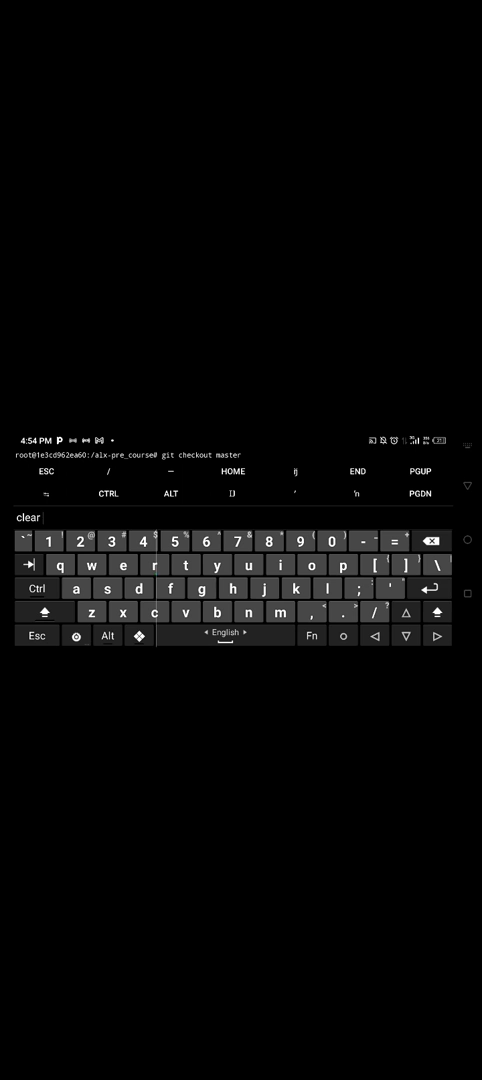 4:54 PM P
root@1e3cd962ea60:/alx-pre_course# git checkout master
ESC / — HOME END PGUP
CTRL ALT PGDN
clear
` ~ 1 ! 2 @ 3 # 4 $ 5 % 6 ^ 7 & 8 * 9 ( 0 ) - _ = +
q w e r t y u i o p [ { ] } \ |
Ctrl a s d f g h j k l ; : ' "
z x c v b n m , < . > / ?
Esc Alt English Fn